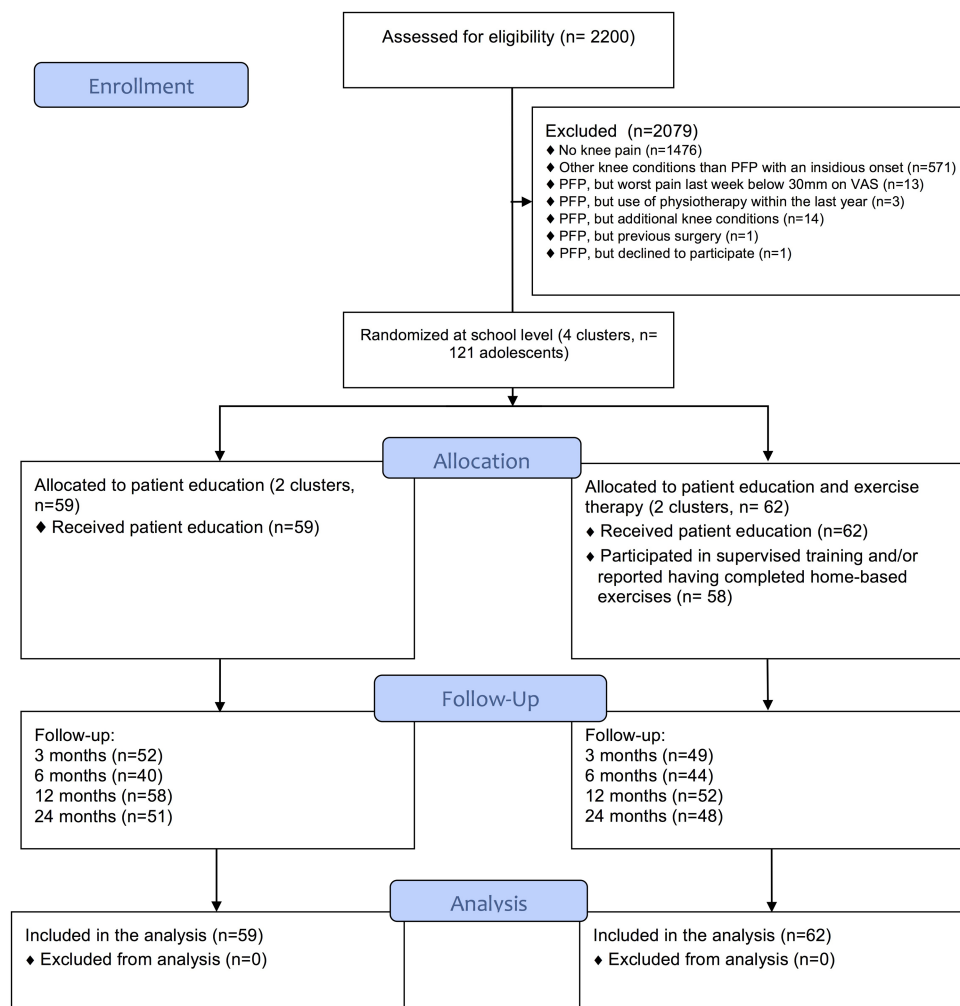 Assessed for eligibility (n= 2200)
Enrollment
Excluded  (n=2079)
♦ No knee pain (n=1476)
♦ Other knee conditions than PFP with an insidious onset (n=571)
♦ PFP, but worst pain last week below 30mm on VAS (n=13)
♦ PFP, but use of physiotherapy within the last year (n=3)
♦ PFP, but additional knee conditions (n=14)
♦ PFP, but previous surgery (n=1)
♦ PFP, but declined to participate (n=1)
Randomized at school level (4 clusters, n=
121 adolescents)
Allocation
Allocated to patient education (2 clusters,
n=59)
♦ Received patient education (n=59)
Allocated to patient education and exercise
therapy (2 clusters, n= 62)
♦ Received patient education (n=62)
♦ Participated in supervised training and/or
reported having completed home-based
exercises (n= 58)
Follow-Up
Follow-up:
3 months (n=52)
6 months (n=40)
12 months (n=58)
24 months (n=51)
Follow-up:
3 months (n=49)
6 months (n=44)
12 months (n=52)
24 months (n=48)
Analysis
Included in the analysis (n=59)
♦ Excluded from analysis (n=0)
Included in the analysis (n=62)
♦ Excluded from analysis (n=0)